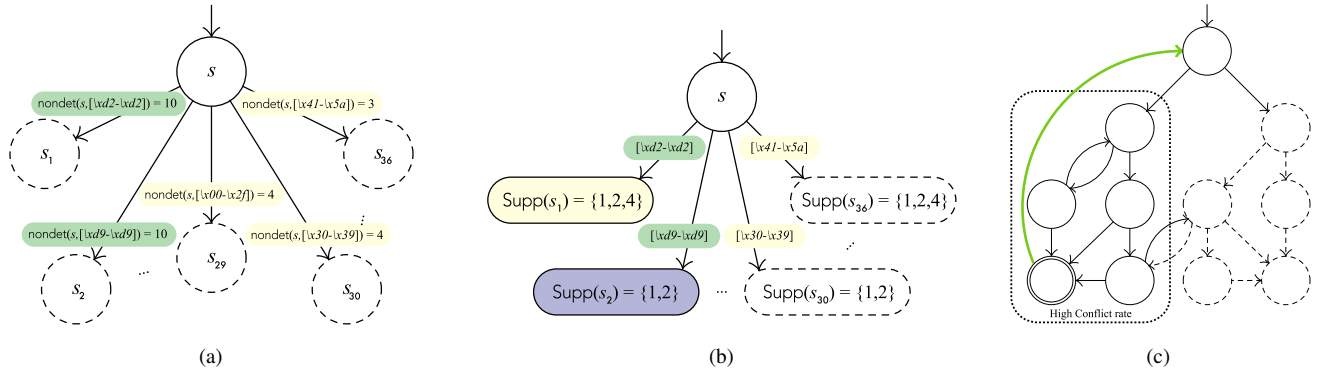 s
nondet(s,[\xd2-\xd2]) = 10
nondet(s,[\x41-\x5a]) = 3
s1
s36
nondet(s,[\x00-\x2f]) = 4
nondet(s,[\xd9-\xd9]) = 10
nondet(s,[\x30-\x39]) = 4
...
s29
...
s2
s30
(a)
s
[\xd2-\xd2]
[\x41-\x5a]
Supp(s1) = {1,2,4}
Supp(s36) = {1,2,4}
[\xd9-\xd9]
[\x30-\x39]
...
Supp(s2) = {1,2}
...
Supp(s30) = {1,2}
(b)
High Conflict rate
(c)